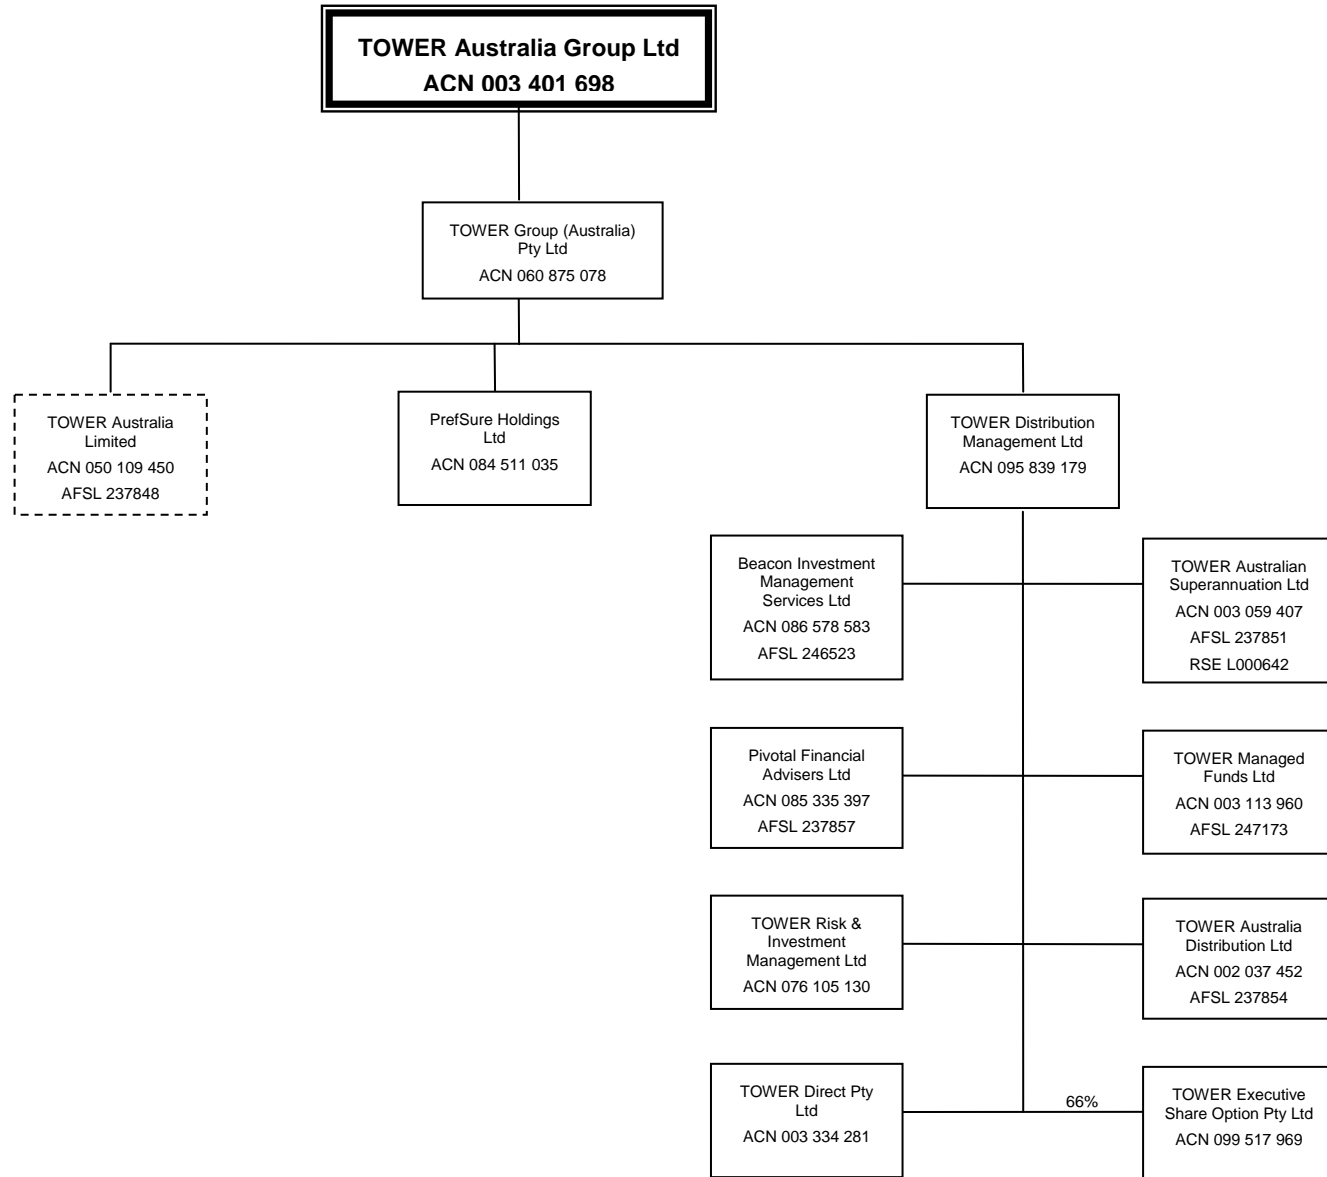 TOWER Australia Group Ltd
ACN 003 401 698
TOWER Group (Australia)
Pty Ltd
ACN 060 875 078
TOWER Australia
Limited
ACN 050 109 450
AFSL 237848
PrefSure Holdings
Ltd
ACN 084 511 035
TOWER Distribution
Management Ltd
ACN 095 839 179
Beacon Investment
Management
Services Ltd
ACN 086 578 583
AFSL 246523
TOWER Australian
Superannuation Ltd
ACN 003 059 407
AFSL 237851
RSE L000642
Pivotal Financial
Advisers Ltd
ACN 085 335 397
AFSL 237857
TOWER Managed
Funds Ltd
ACN 003 113 960
AFSL 247173
TOWER Risk &
Investment
Management Ltd
ACN 076 105 130
TOWER Australia
Distribution Ltd
ACN 002 037 452
AFSL 237854
TOWER Direct Pty
Ltd
ACN 003 334 281
66%
TOWER Executive
Share Option Pty Ltd
ACN 099 517 969